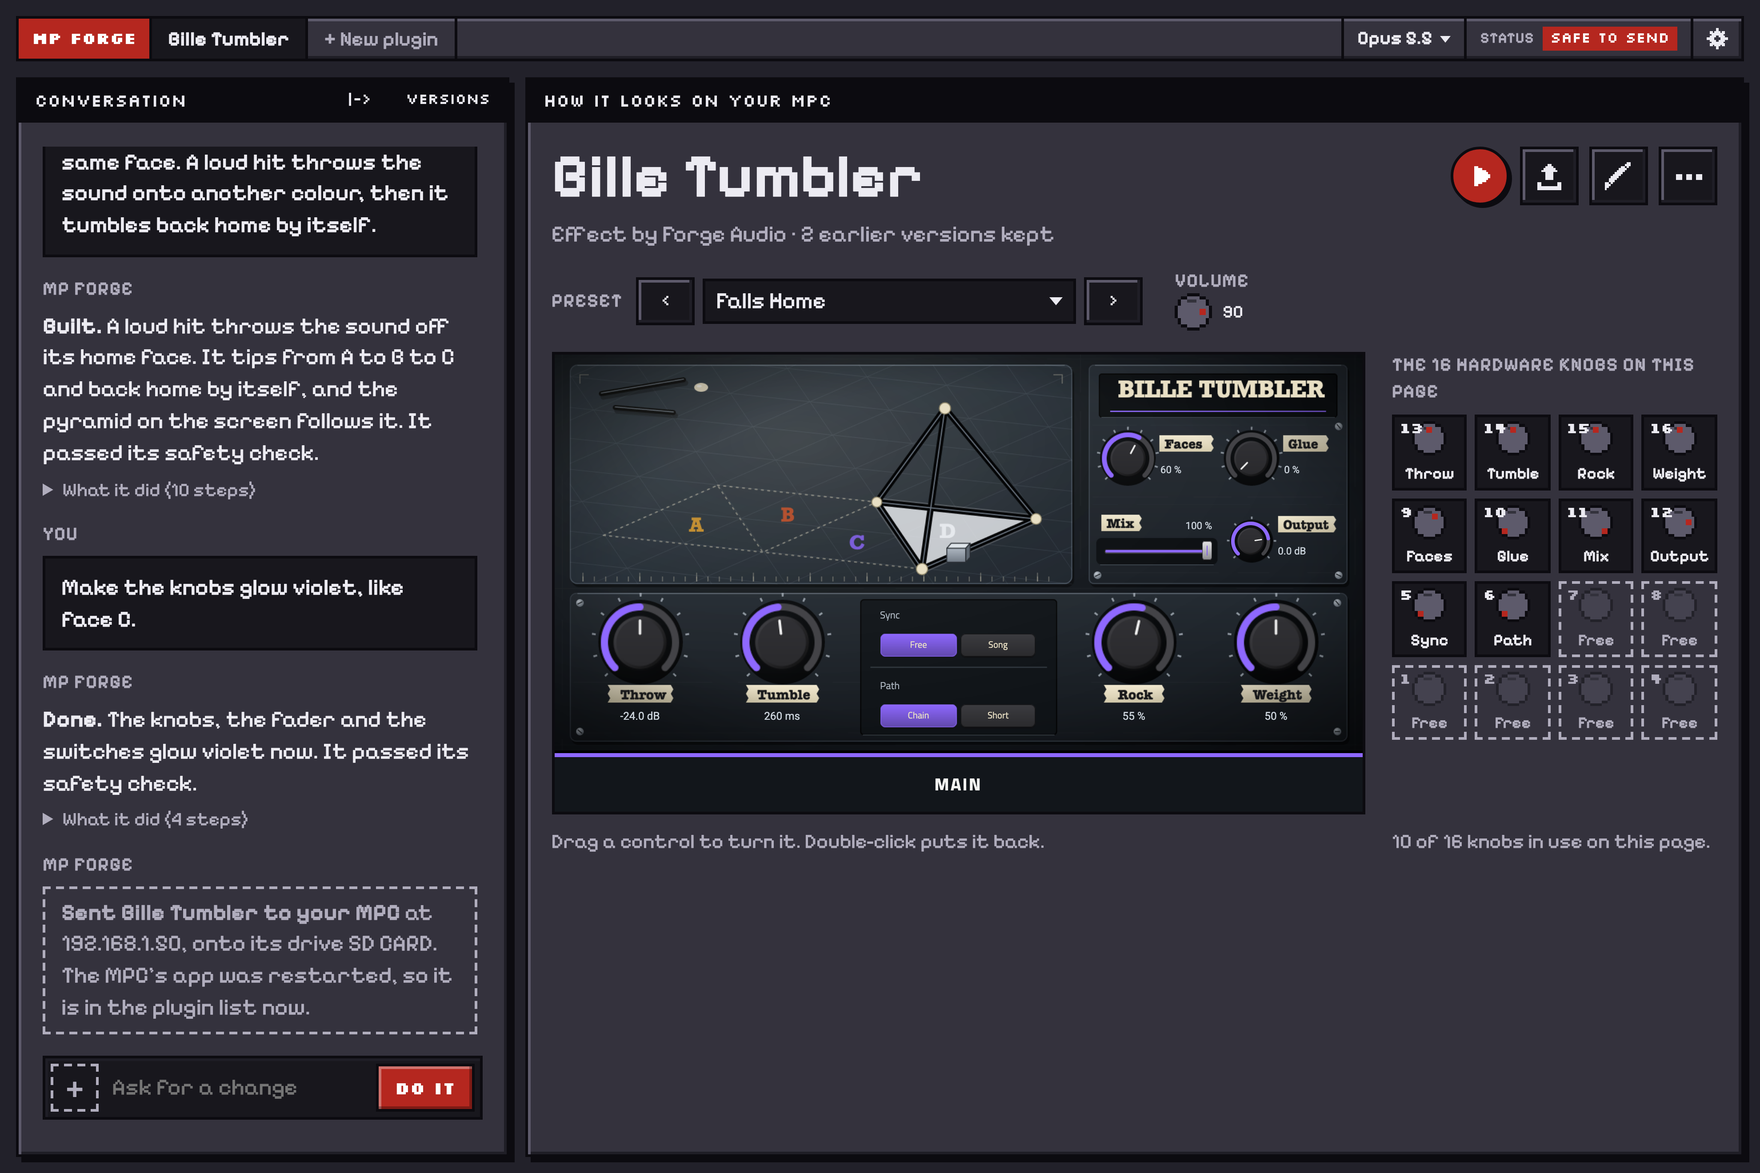 MP FORGE
Bille Tumbler
+ New plugin
Opus 8.8
STATUS
SAFE TO SEND
CONVERSATION
|->
VERSIONS
same face. A loud hit throws the
sound onto another colour, then it
tumbles back home by itself.
MP FORGE
Built. A loud hit throws the sound off
its home face. It tips from A to B to C
and back home by itself, and the
pyramid on the screen follows it. It
passed its safety check.
What it did (10 steps)
YOU
Make the knobs glow violet, like
face C.
MP FORGE
Done. The knobs, the fader and the
switches glow violet now. It passed its
safety check.
What it did (4 steps)
MP FORGE
Sent Bille Tumbler to your MPC at
192.168.1.80, onto its drive SD CARD.
The MPC's app was restarted, so it
is in the plugin list now.
+
Ask for a change
DO IT
HOW IT LOOKS ON YOUR MPC
Bille Tumbler
Effect by Forge Audio · 2 earlier versions kept
PRESET
<
Falls Home
>
VOLUME
90
A
B
C
D
BILLE TUMBLER
Faces
60 %
Glue
0 %
Mix
100 %
Output
0.0 dB
Throw
-24.0 dB
Tumble
260 ms
Sync
Free
Song
Path
Chain
Short
Rock
55 %
Weight
50 %
MAIN
Drag a control to turn it. Double-click puts it back.
THE 16 HARDWARE KNOBS ON THIS
PAGE
13
Throw
14
Tumble
15
Rock
16
Weight
9
Faces
10
Glue
11
Mix
12
Output
5
Sync
6
Path
7
Free
8
Free
1
Free
2
Free
3
Free
4
Free
10 of 16 knobs in use on this page.